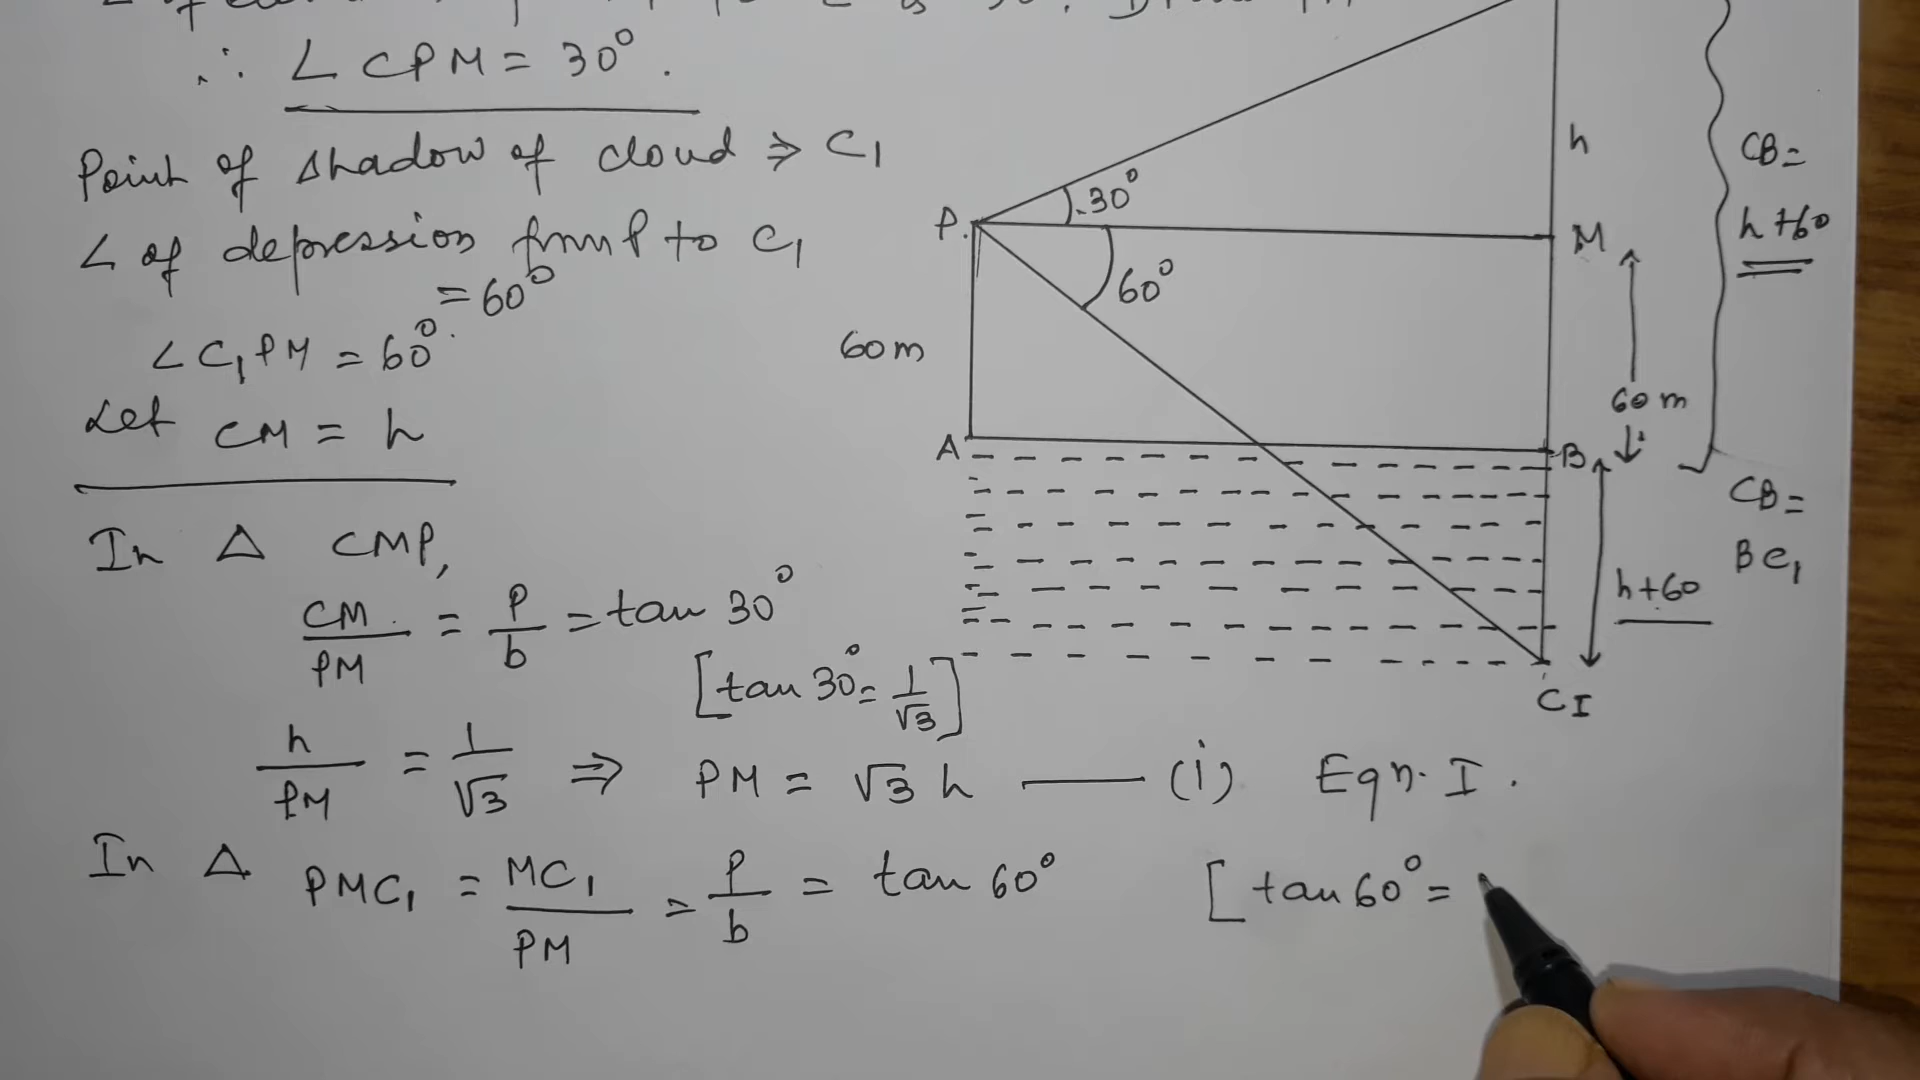 ∴ ∠ CPM = 30°.
Point of shadow of cloud ⇒ C1
∠ of depression from P to C1
= 60°
∠ C1PM = 60°.
Let CM = h
In △ CMP,
CM/PM = P/b = tan 30°
[tan 30° = 1/√3]
h/PM = 1/√3 ⇒ PM = √3 h —— (i) Eqn. I.
In △ PMC1 = MC1/PM = P/b = tan 60° [tan 60° =
h
CB =
h+60
P.
30°
M
60°
60m
60 m
A
B
CB =
BC1
h+60
CI